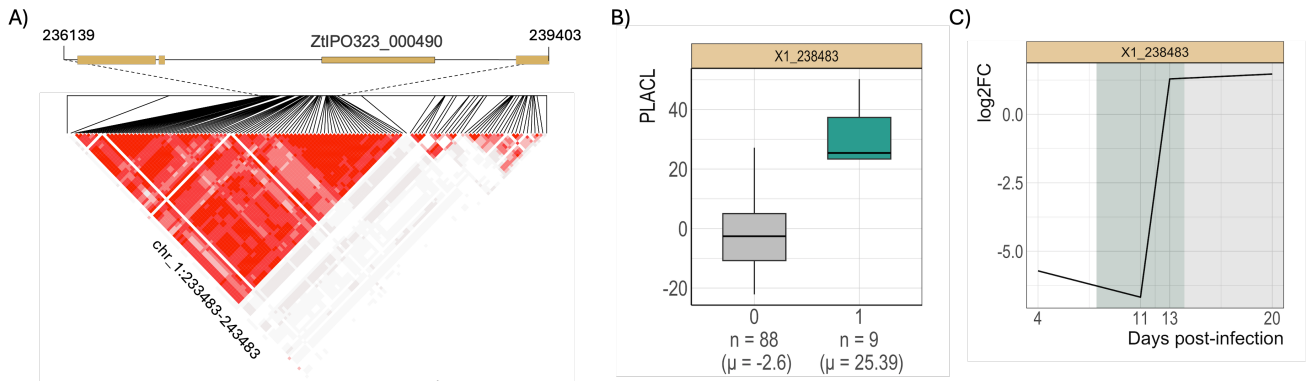 A)
236139
ZtIPO323_000490
239403
chr_1:233483-243483
B)
X1_238483
PLACL
40
20
0
-20
0
1
n = 88
n = 9
(μ = -2.6)
(μ = 25.39)
C)
X1_238483
log2FC
0.0
-2.5
-5.0
4
11
13
20
Days post-infection